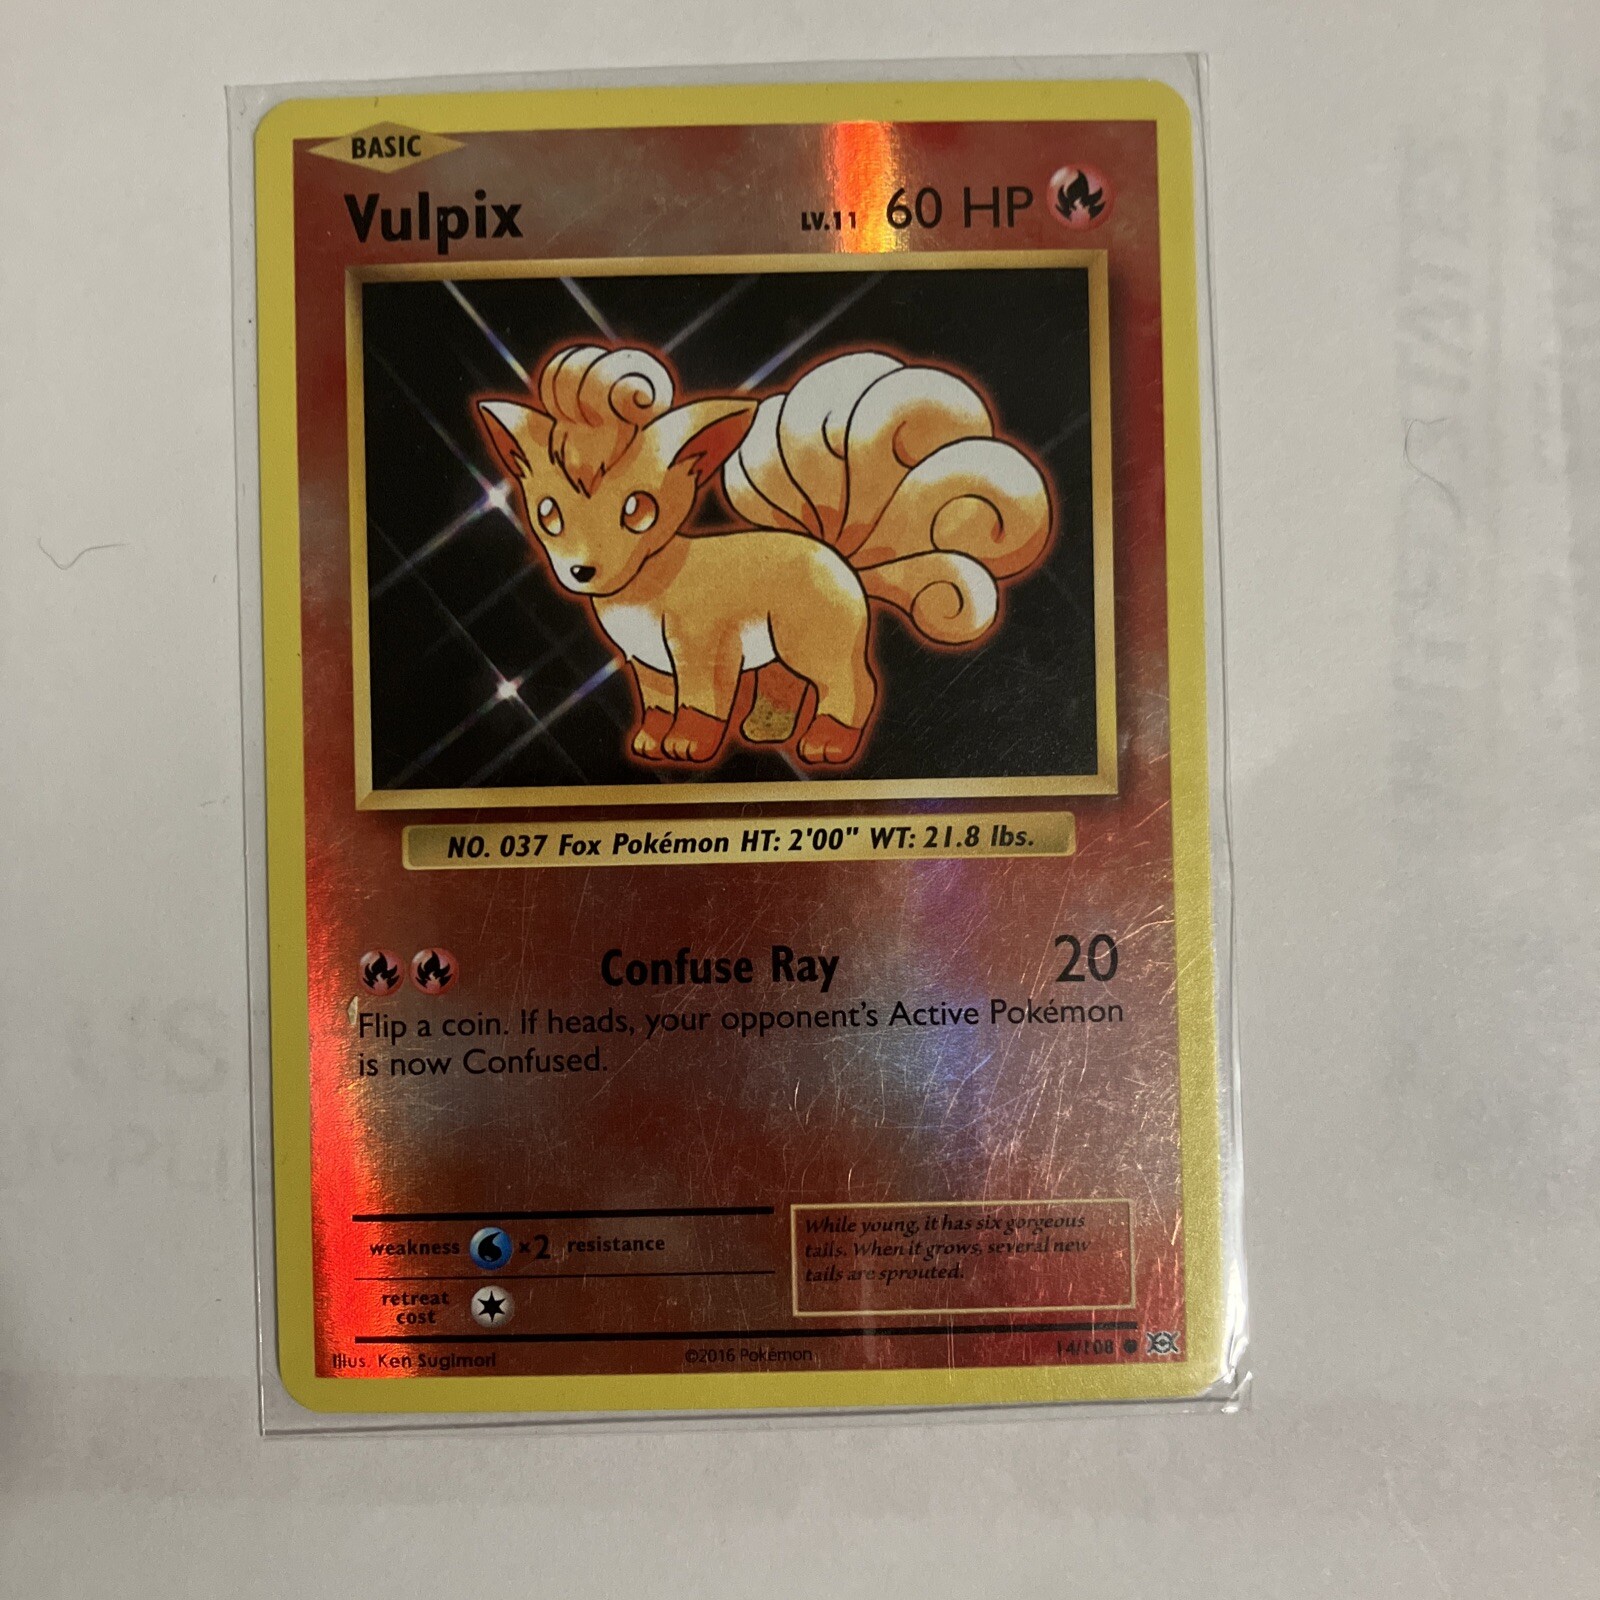 BASIC
Vulpix LV.11 60 HP
NO. 037 Fox Pokémon HT: 2'00" WT: 21.8 lbs.
Confuse Ray 20
Flip a coin. If heads, your opponent's Active Pokémon
is now Confused.
weakness ×2 resistance
retreat
cost
While young, it has six gorgeous
tails. When it grows, several new
tails are sprouted.
Illus. Ken Sugimori ©2016 Pokémon 14/108